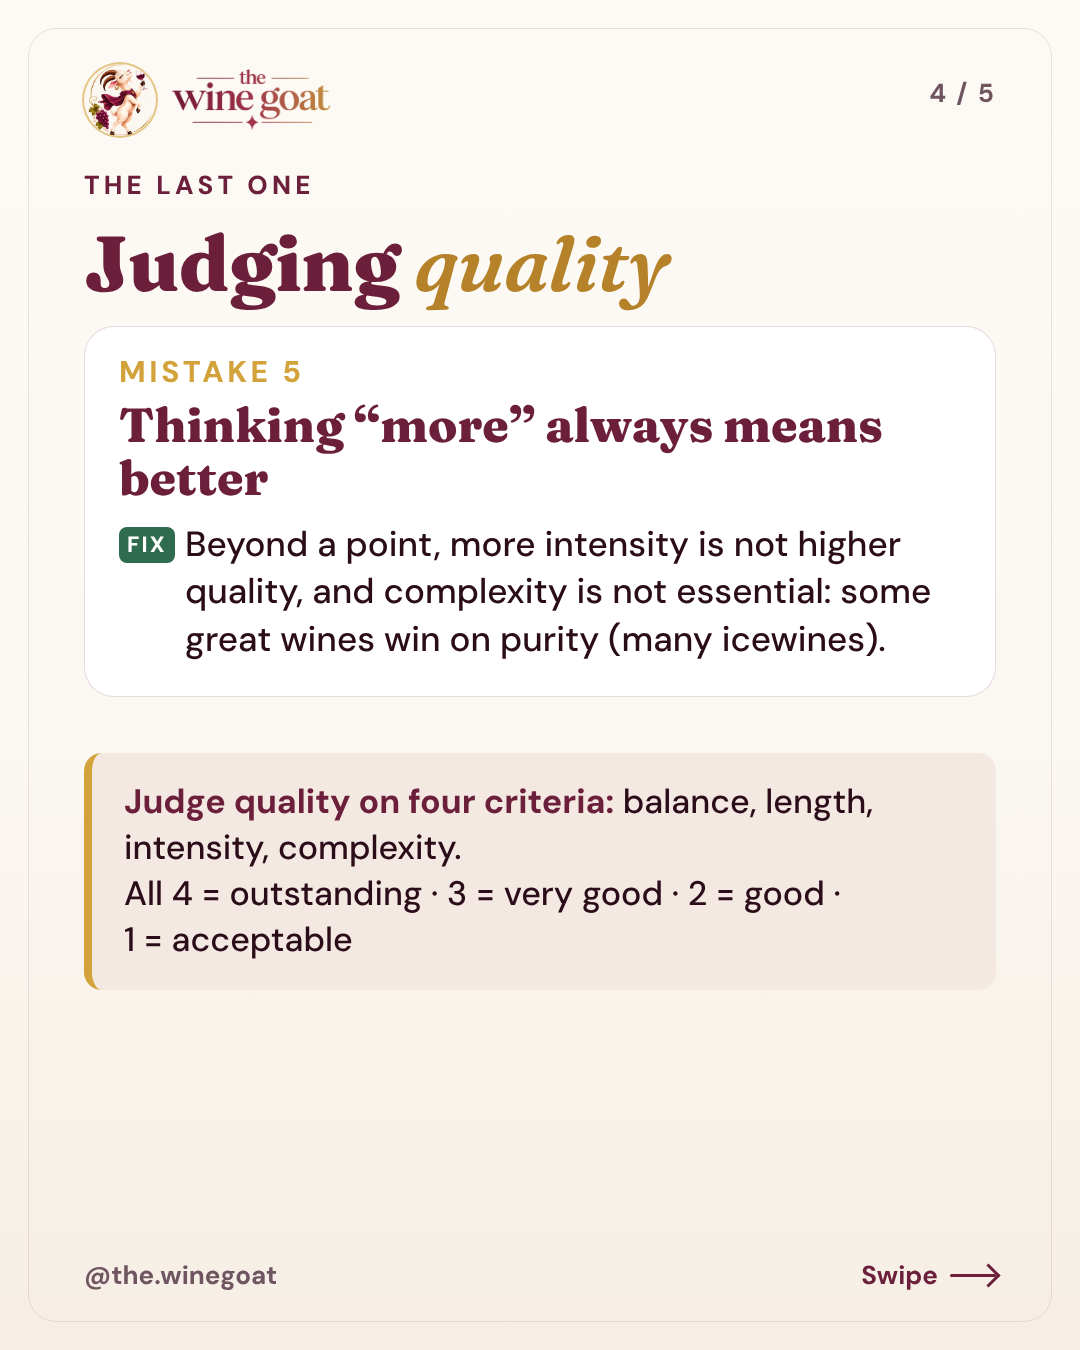 the
wine goat
4 / 5
THE LAST ONE
Judging quality
MISTAKE 5
Thinking “more” always means
better
FIX Beyond a point, more intensity is not higher
quality, and complexity is not essential: some
great wines win on purity (many icewines).
Judge quality on four criteria: balance, length,
intensity, complexity.
All 4 = outstanding · 3 = very good · 2 = good ·
1 = acceptable
@the.winegoat
Swipe